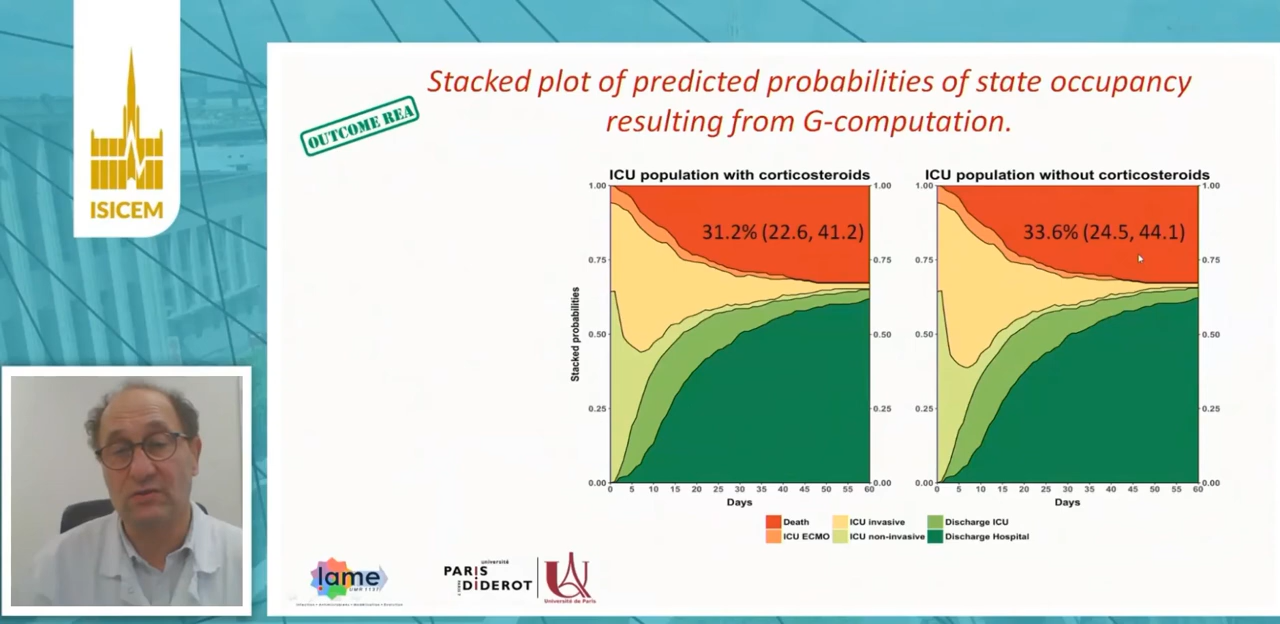 ISICEM
Stacked plot of predicted probabilities of state occupancy
resulting from G-computation.
OUTCOME REA
ICU population with corticosteroids
1.00
0.75
0.50
0.25
0.00
Stacked probabilities
31.2% (22.6, 41.2)
1.00
0.75
0.50
0.25
0.00
0 5 10 15 20 25 30 35 40 45 50 55 60
Days
ICU population without corticosteroids
1.00
0.75
0.50
0.25
0.00
33.6% (24.5, 44.1)
1.00
0.75
0.50
0.25
0.00
0 5 10 15 20 25 30 35 40 45 50 55 60
Days
Death
ICU invasive
Discharge ICU
ICU ECMO
ICU non-invasive
Discharge Hospital
iame
UMR 1137
université
PARIS
DIDEROT
Université de Paris